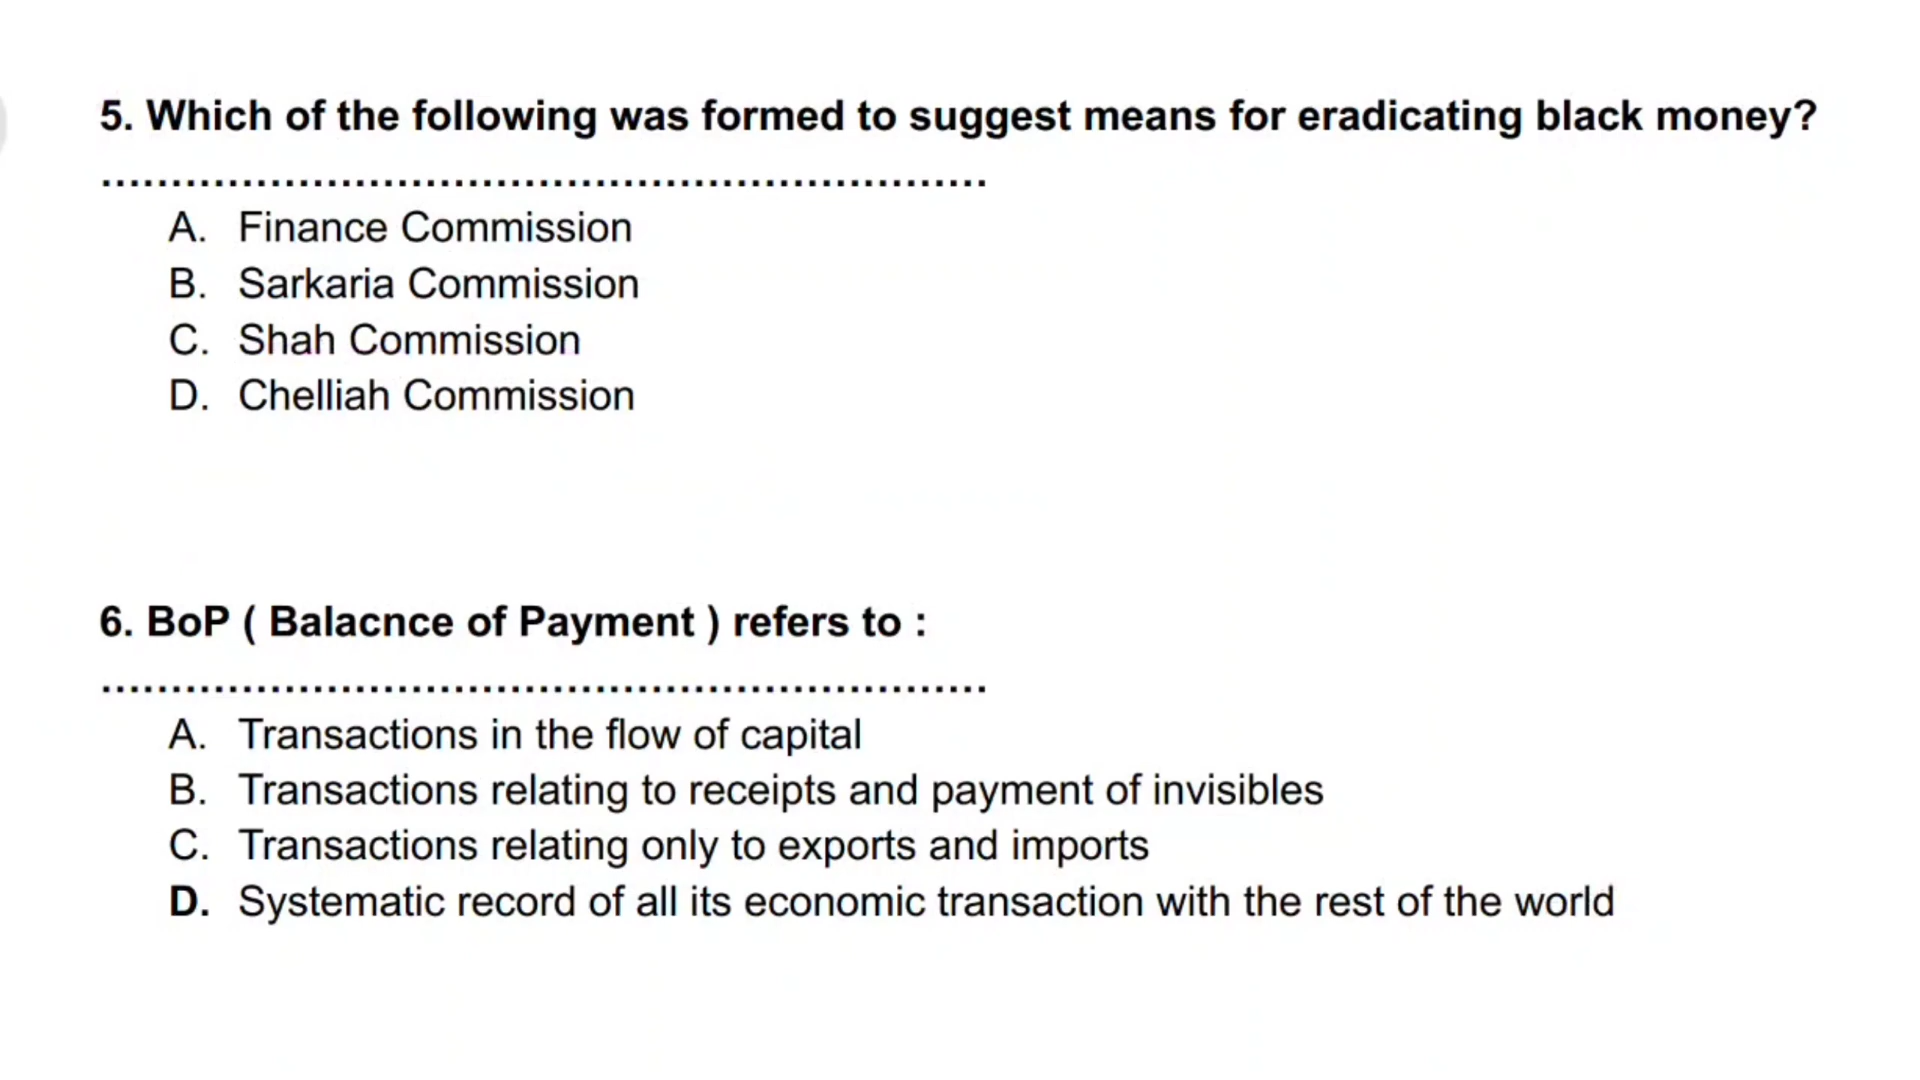 5. Which of the following was formed to suggest means for eradicating black money?
...............................................................
A. Finance Commission
B. Sarkaria Commission
C. Shah Commission
D. Chelliah Commission
6. BoP ( Balacnce of Payment ) refers to :
...............................................................
A. Transactions in the flow of capital
B. Transactions relating to receipts and payment of invisibles
C. Transactions relating only to exports and imports
D. Systematic record of all its economic transaction with the rest of the world